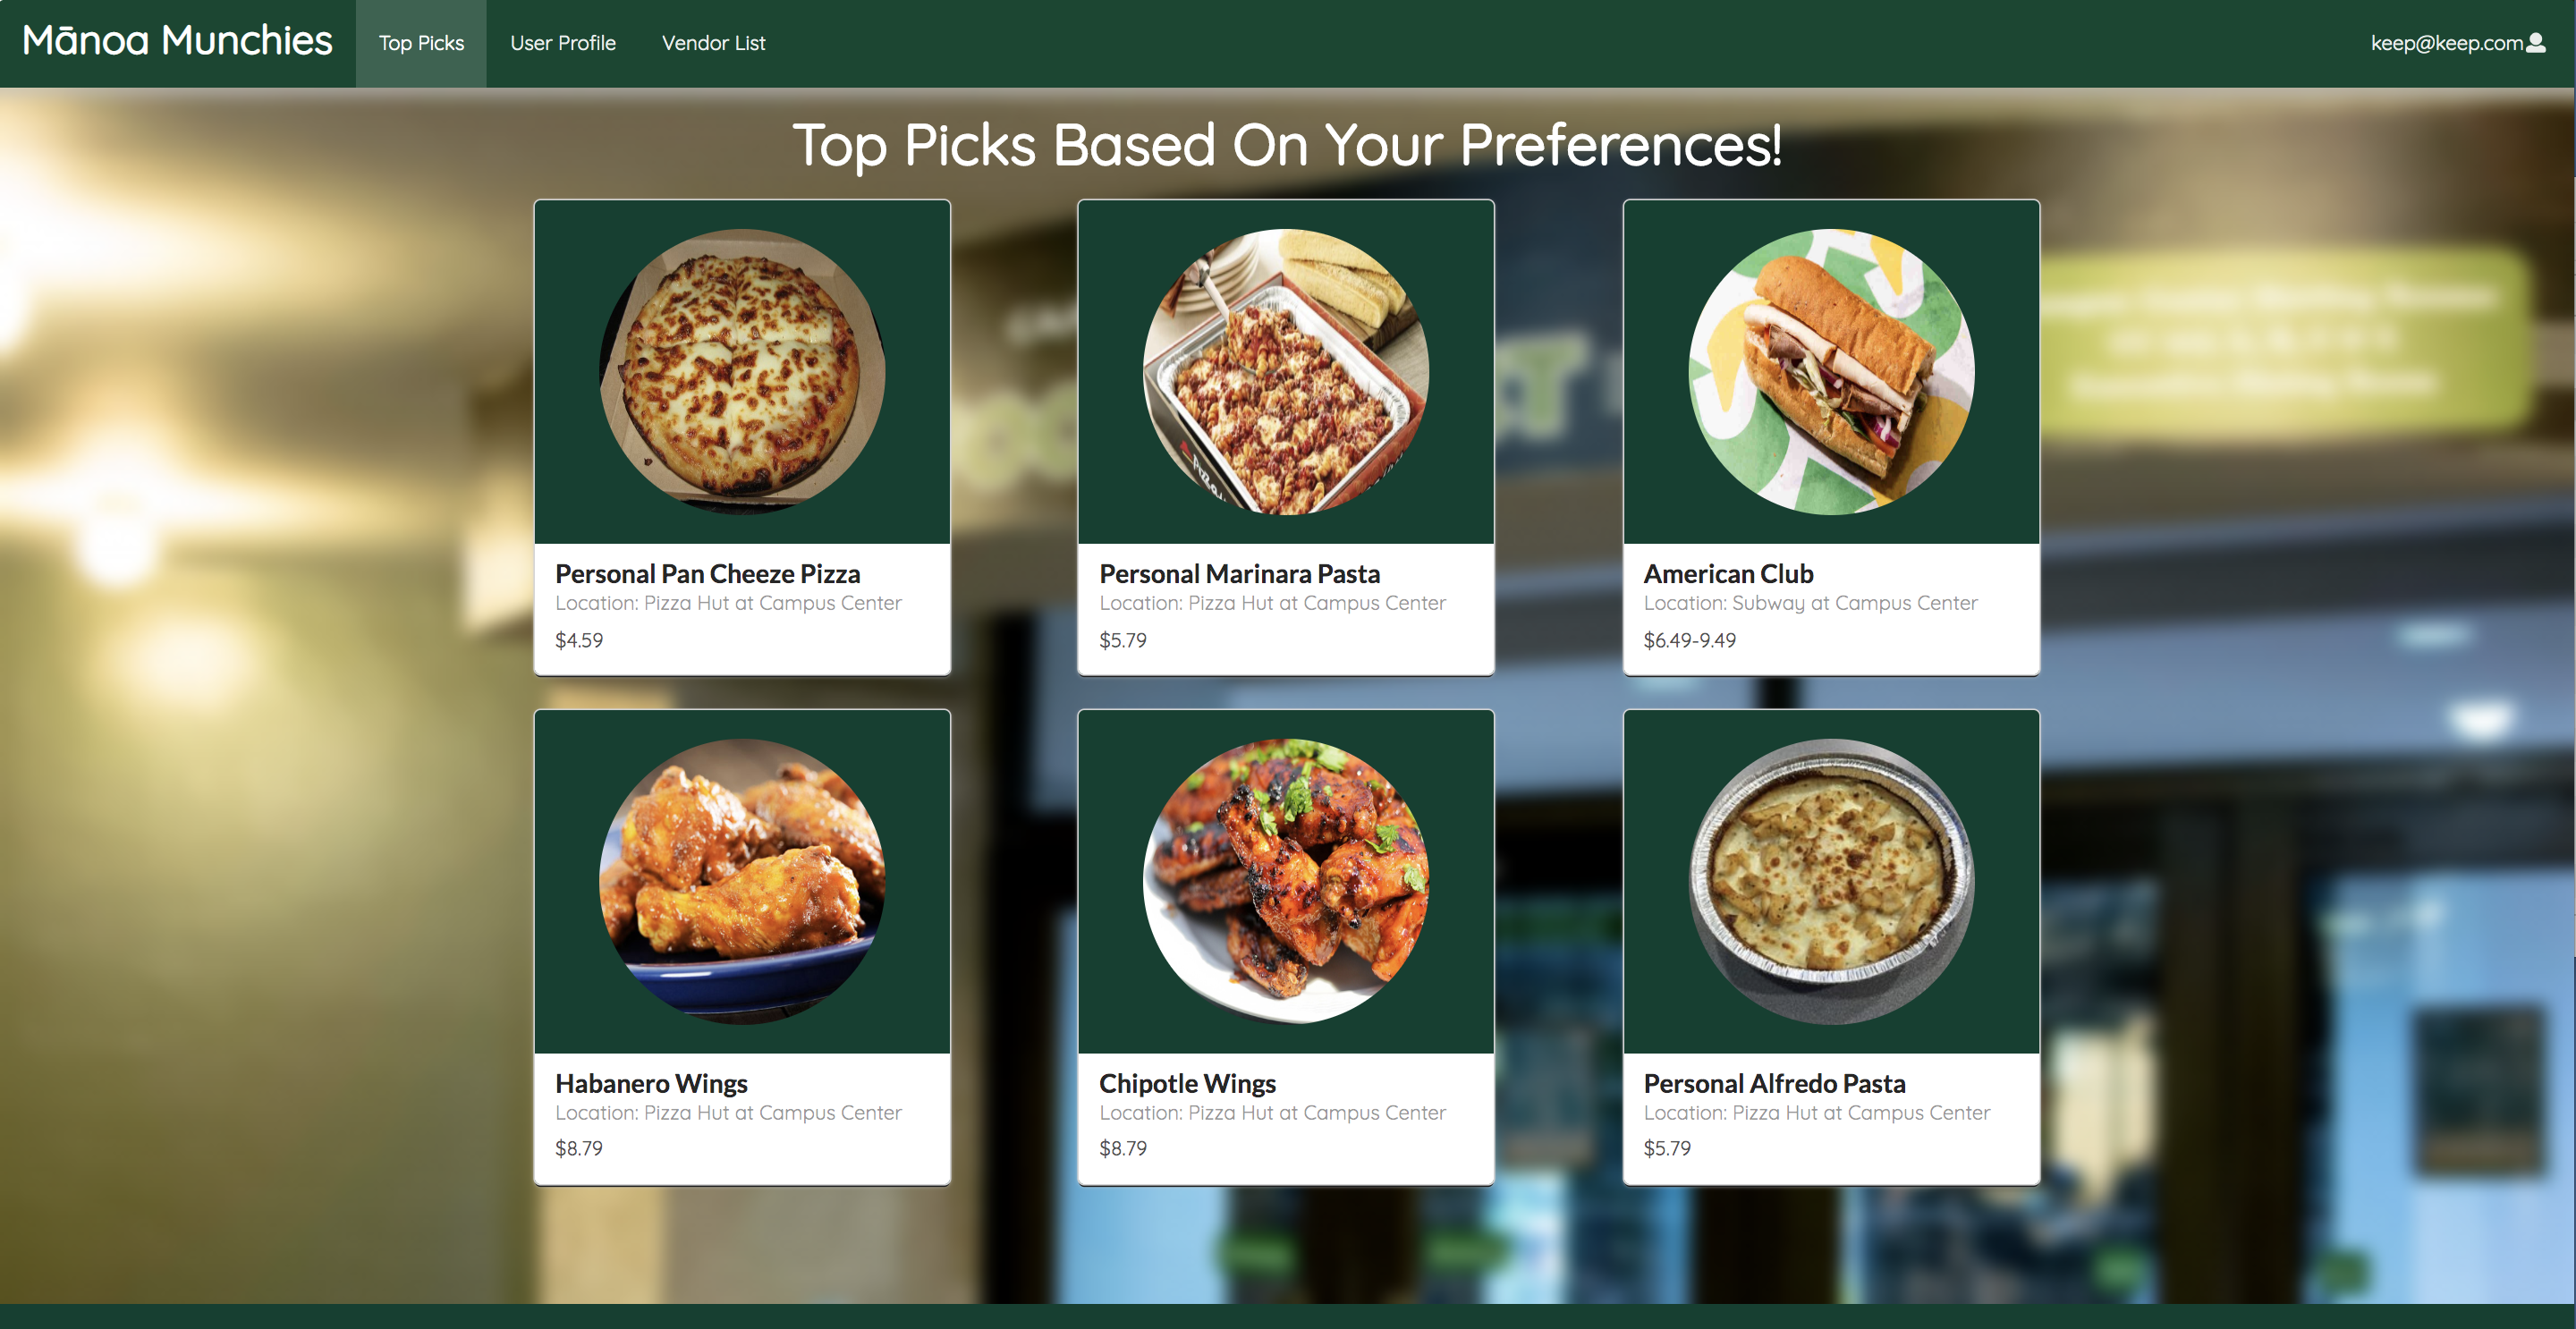 Mānoa Munchies
Top Picks
User Profile
Vendor List
keep@keep.com
Top Picks Based On Your Preferences!
Personal Pan Cheeze Pizza
Location: Pizza Hut at Campus Center
$4.59
Personal Marinara Pasta
Location: Pizza Hut at Campus Center
$5.79
American Club
Location: Subway at Campus Center
$6.49-9.49
Habanero Wings
Location: Pizza Hut at Campus Center
$8.79
Chipotle Wings
Location: Pizza Hut at Campus Center
$8.79
Personal Alfredo Pasta
Location: Pizza Hut at Campus Center
$5.79